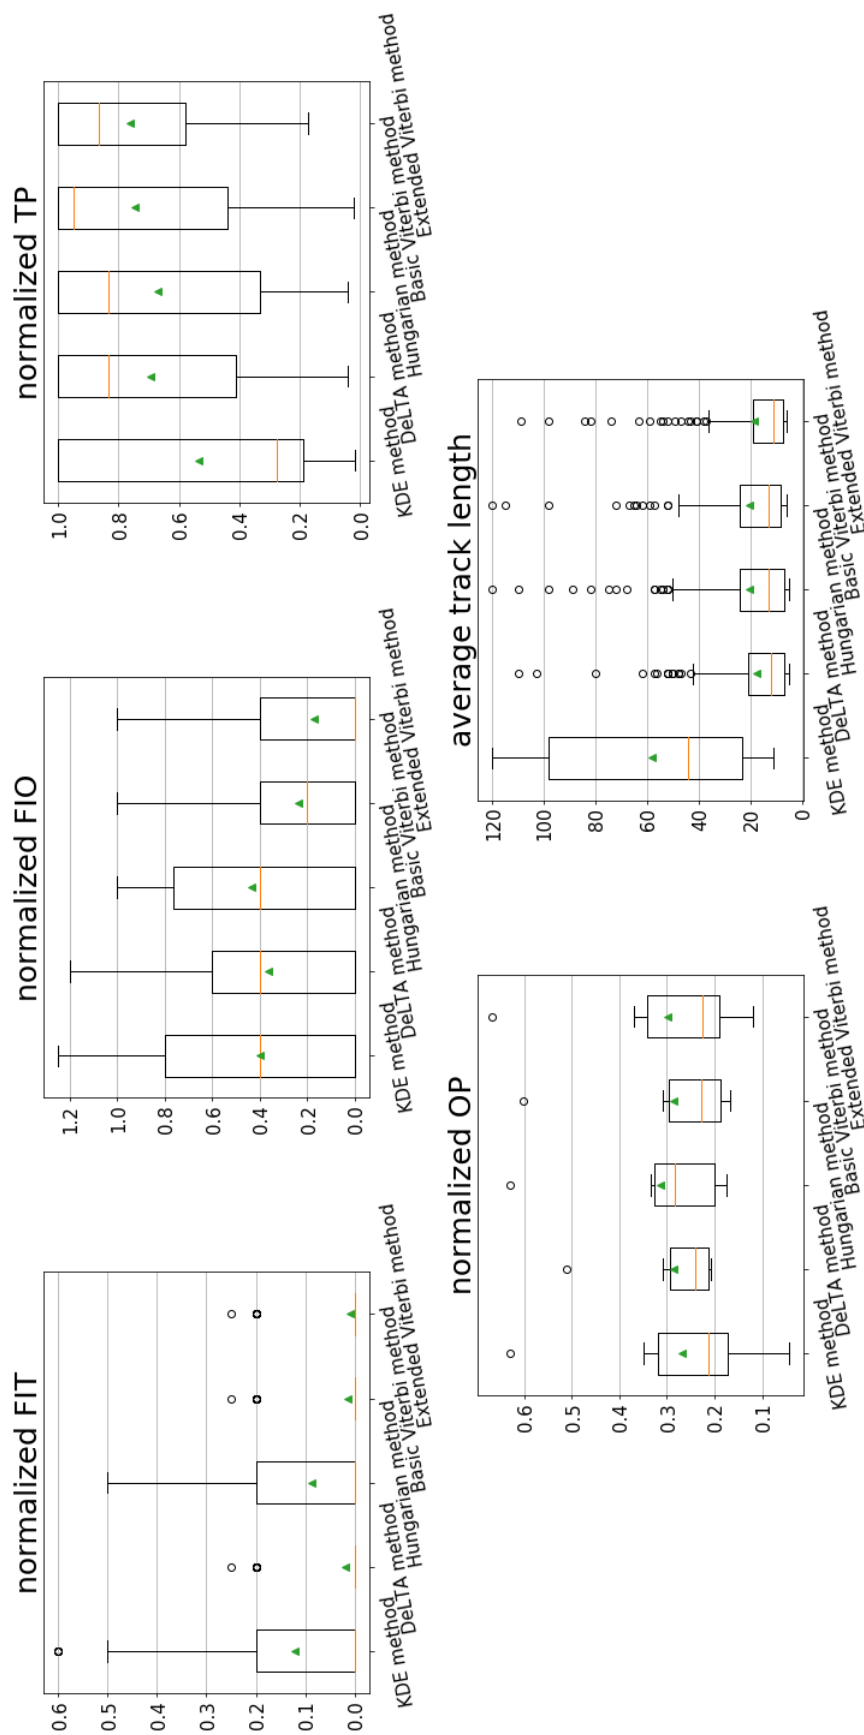 normalized FIT
0.6
0.5
0.4
0.3
0.2
0.1
0.0
KDE method
DeLTA method
Hungarian method
Basic Viterbi method
Extended Viterbi method
normalized FIO
1.2
1.0
0.8
0.6
0.4
0.2
0.0
KDE method
DeLTA method
Hungarian method
Basic Viterbi method
Extended Viterbi method
normalized TP
1.0
0.8
0.6
0.4
0.2
0.0
KDE method
DeLTA method
Hungarian method
Basic Viterbi method
Extended Viterbi method
normalized OP
0.6
0.5
0.4
0.3
0.2
0.1
KDE method
DeLTA method
Hungarian method
Basic Viterbi method
Extended Viterbi method
average track length
120
100
80
60
40
20
0
KDE method
DeLTA method
Hungarian method
Basic Viterbi method
Extended Viterbi method